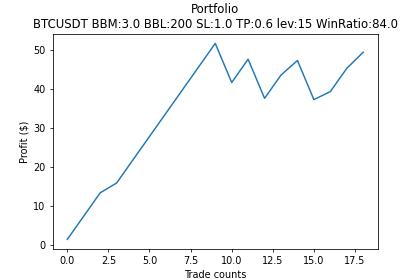 Portfolio
BTCUSDT BBM:3.0 BBL:200 SL:1.0 TP:0.6 lev:15 WinRatio:84.0
50
40
30
20
10
0
Profit ($)
0.0 2.5 5.0 7.5 10.0 12.5 15.0 17.5
Trade counts